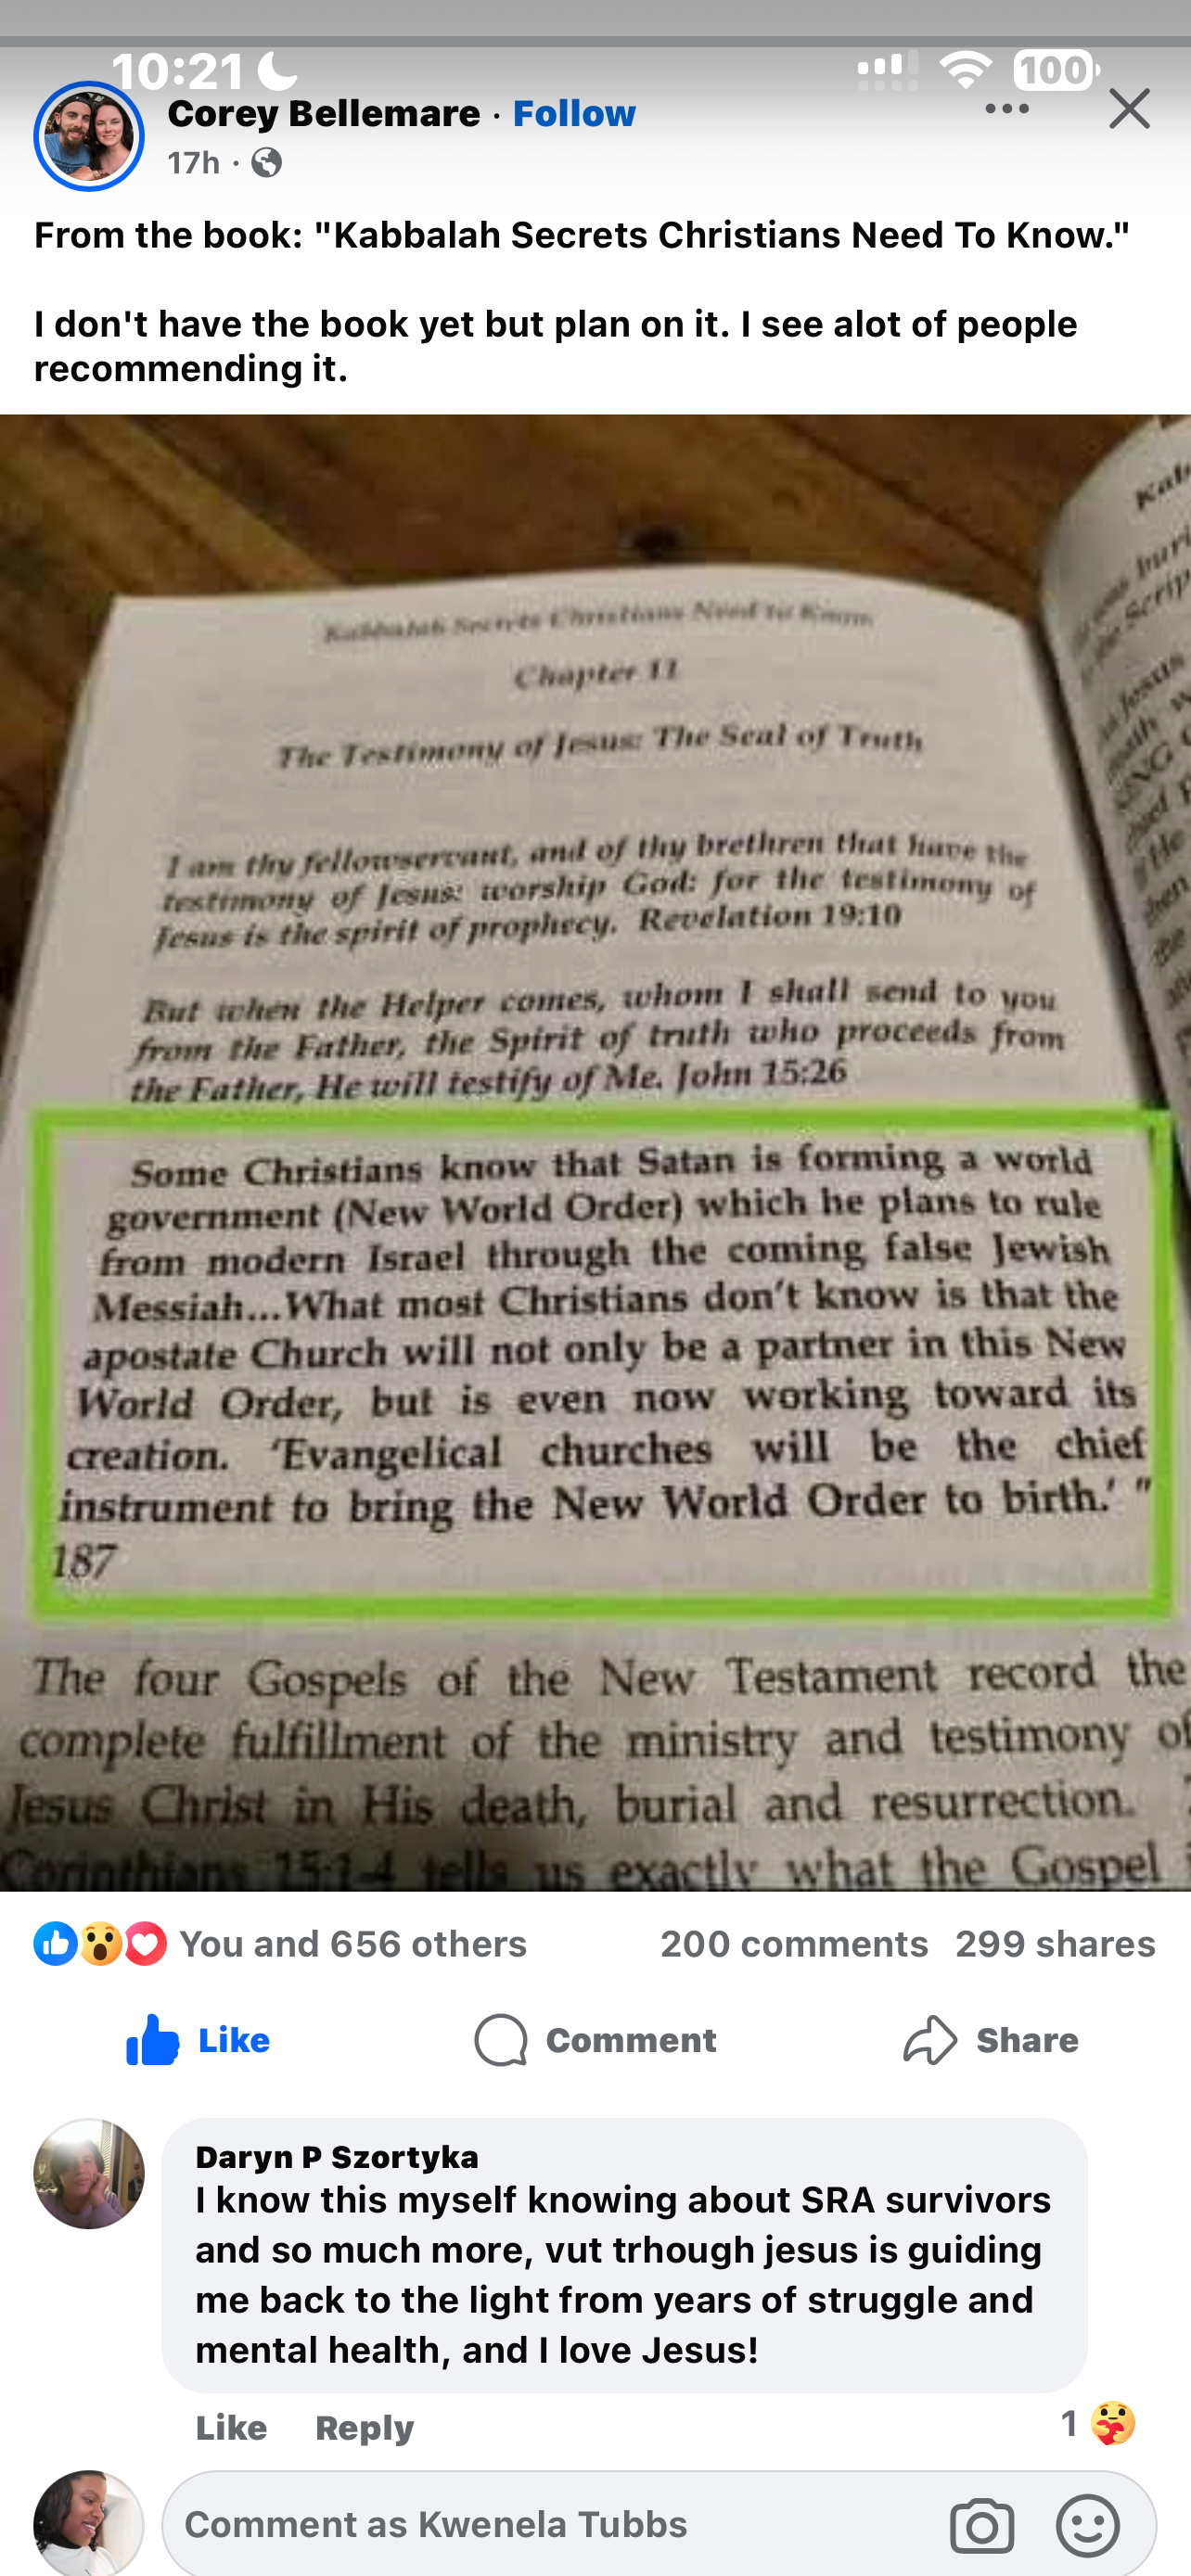 10:21
100
Corey Bellemare · Follow
17h ·
From the book: "Kabbalah Secrets Christians Need To Know."
I don't have the book yet but plan on it. I see alot of people
recommending it.
Kabbalah Secrets Christians Need to Know
Chapter 11
The Testimony of Jesus: The Seal of Truth
I am thy fellowservant, and of thy brethren that have the
testimony of Jesus: worship God: for the testimony of
Jesus is the spirit of prophecy. Revelation 19:10
But when the Helper comes, whom I shall send to you
from the Father, the Spirit of truth who proceeds from
the Father, He will testify of Me. John 15:26
Some Christians know that Satan is forming a world
government (New World Order) which he plans to rule
from modern Israel through the coming false Jewish
Messiah...What most Christians don't know is that the
apostate Church will not only be a partner in this New
World Order, but is even now working toward its
creation. 'Evangelical churches will be the chief
instrument to bring the New World Order to birth.' "
187
The four Gospels of the New Testament record the
complete fulfillment of the ministry and testimony of
Jesus Christ in His death, burial and resurrection.
Corinthians 15:1-4 tells us exactly what the Gospel
You and 656 others 200 comments 299 shares
Like Comment Share
Daryn P Szortyka
I know this myself knowing about SRA survivors
and so much more, vut trhough jesus is guiding
me back to the light from years of struggle and
mental health, and I love Jesus!
Like Reply 1
Comment as Kwenela Tubbs